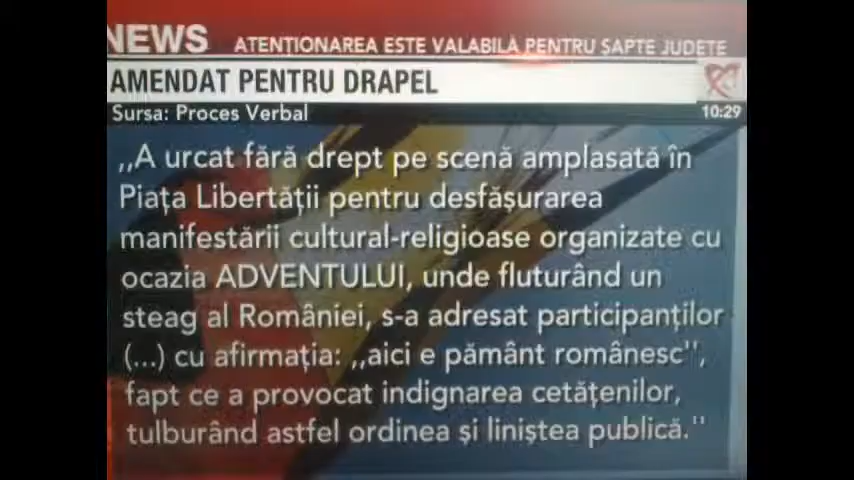 NEWS ATENȚIONAREA ESTE VALABILĂ PENTRU ȘAPTE JUDEȚE
AMENDAT PENTRU DRAPEL
Sursa: Proces Verbal 10:29
,,A urcat fără drept pe scenă amplasată în
Piața Libertății pentru desfășurarea
manifestării cultural-religioase organizate cu
ocazia ADVENTULUI, unde fluturând un
steag al României, s-a adresat participanților
(...) cu afirmația: ,,aici e pământ românesc",
fapt ce a provocat indignarea cetățenilor,
tulburând astfel ordinea și liniștea publică."